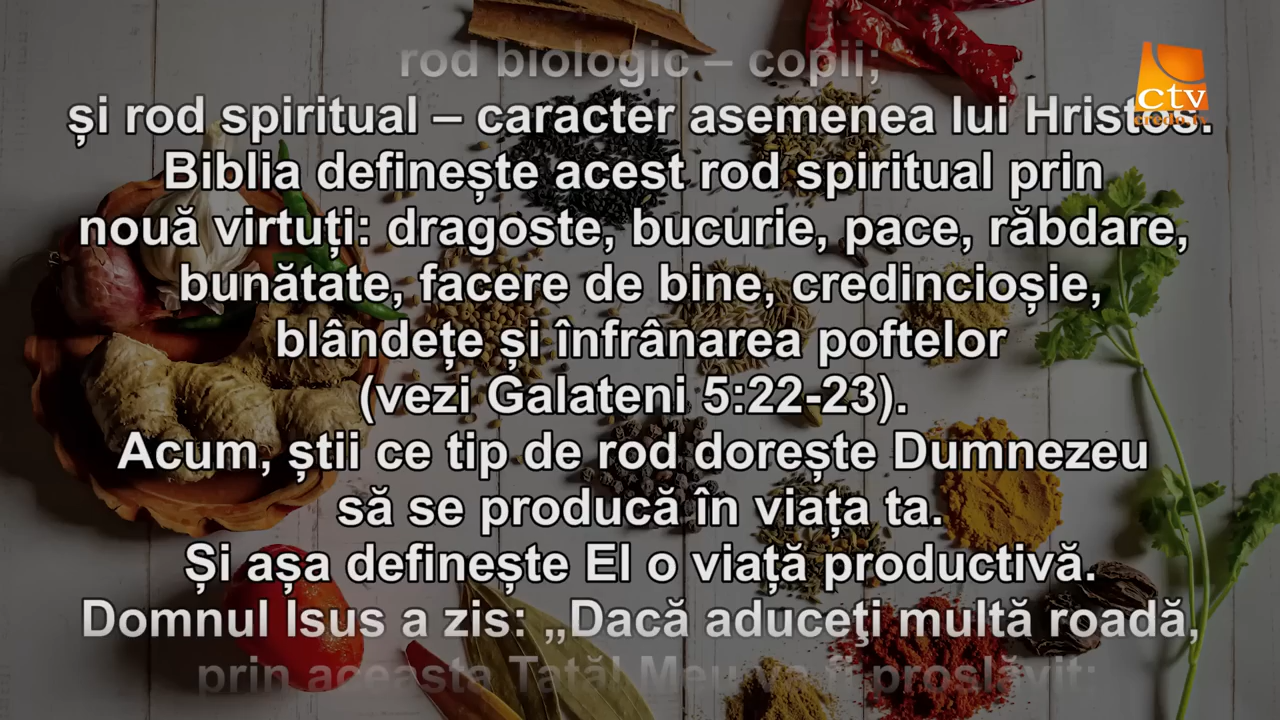 rod biologic – copii;
și rod spiritual – caracter asemenea lui Hristos.
Biblia definește acest rod spiritual prin
nouă virtuți: dragoste, bucurie, pace, răbdare,
bunătate, facere de bine, credincioșie,
blândețe și înfrânarea poftelor
(vezi Galateni 5:22-23).
Acum, știi ce tip de rod dorește Dumnezeu
să se producă în viața ta.
Și așa definește El o viață productivă.
Domnul Isus a zis: „Dacă aduceţi multă roadă,
prin aceasta Tatăl Meu va fi proslăvit;
ctv
credo.tv